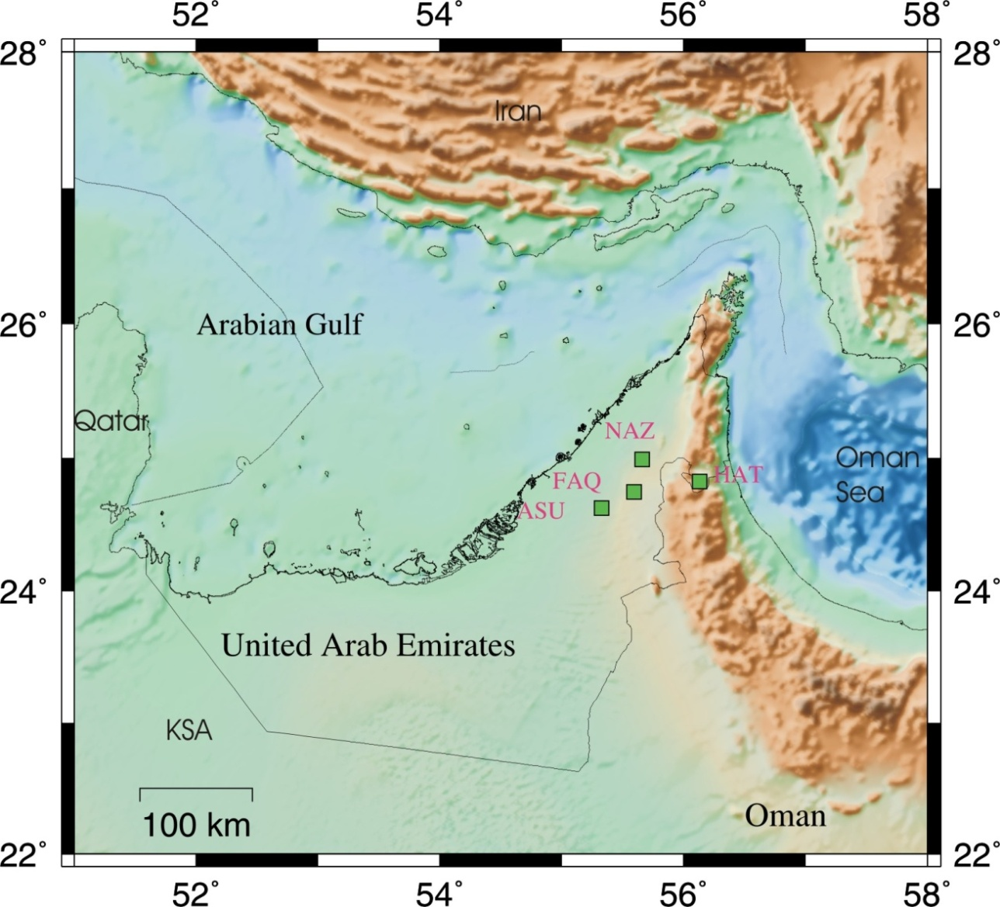 52° 54° 56° 58°
28° 28°
Iran
26° 26°
Arabian Gulf
Qatar
NAZ
Oman
Sea
FAQ
HAT
ASU
24° 24°
United Arab Emirates
KSA
100 km
Oman
22° 22°
52° 54° 56° 58°